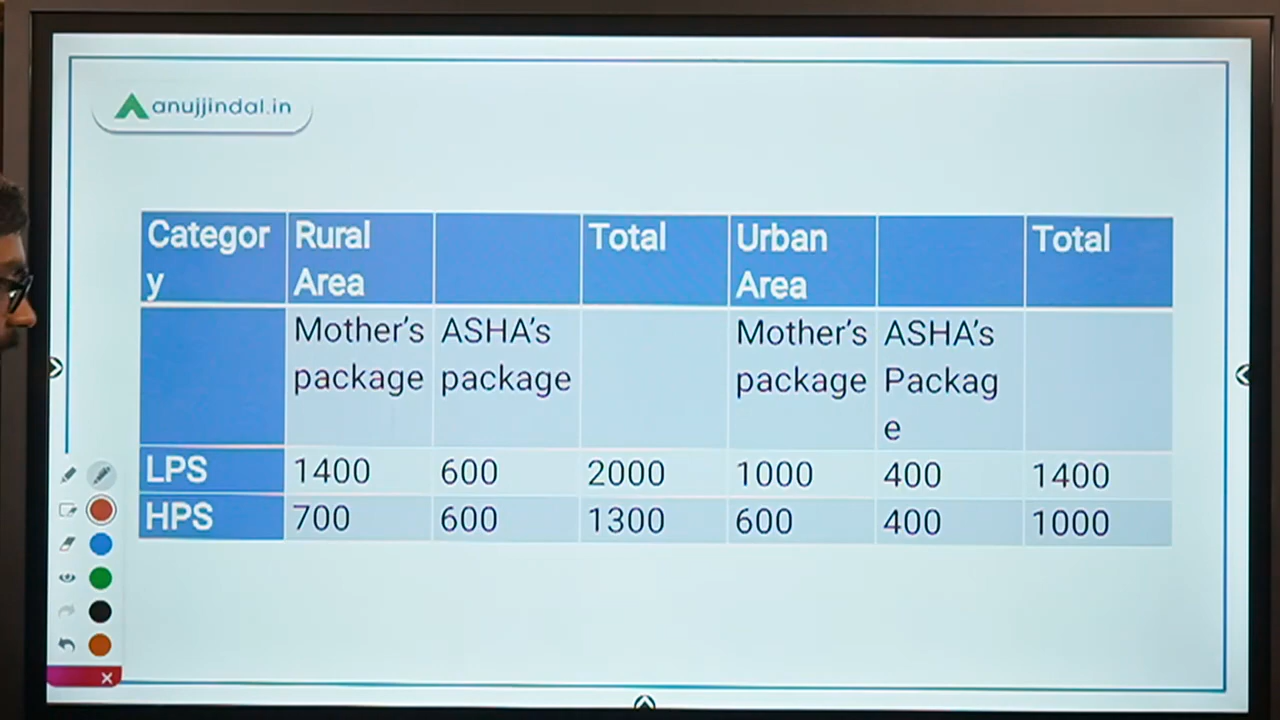 anujjindal.in
Categor
y
Rural
Area
Total
Urban
Area
Total
Mother's
package
ASHA's
package
Mother's
package
ASHA's
Packag
e
LPS 1400 600 2000 1000 400 1400
HPS 700 600 1300 600 400 1000